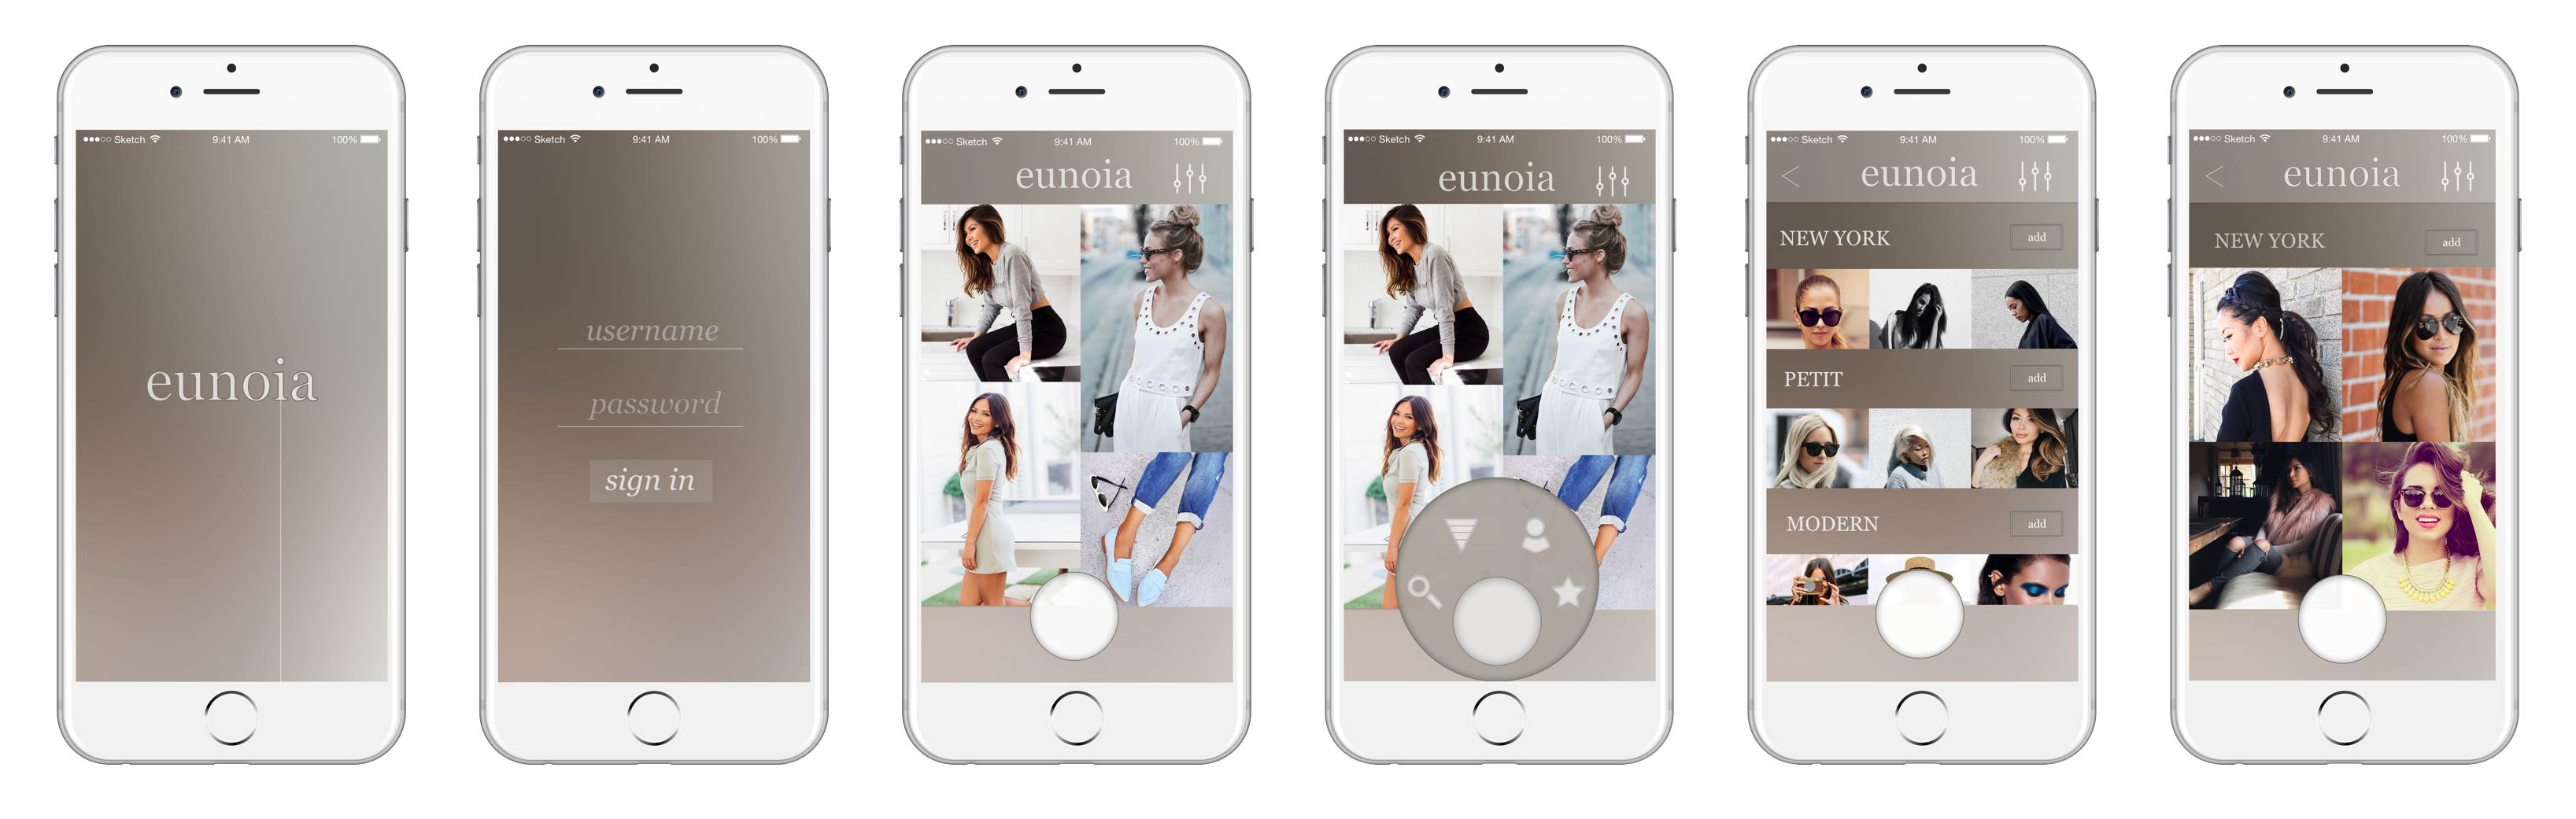 Sketch 9:41 AM 100%
eunoia
Sketch 9:41 AM 100%
username
password
sign in
Sketch 9:41 AM 100%
eunoia
Sketch 9:41 AM 100%
eunoia
Sketch 9:41 AM 100%
< eunoia
NEW YORK add
PETIT add
MODERN add
Sketch 9:41 AM 100%
< eunoia
NEW YORK add